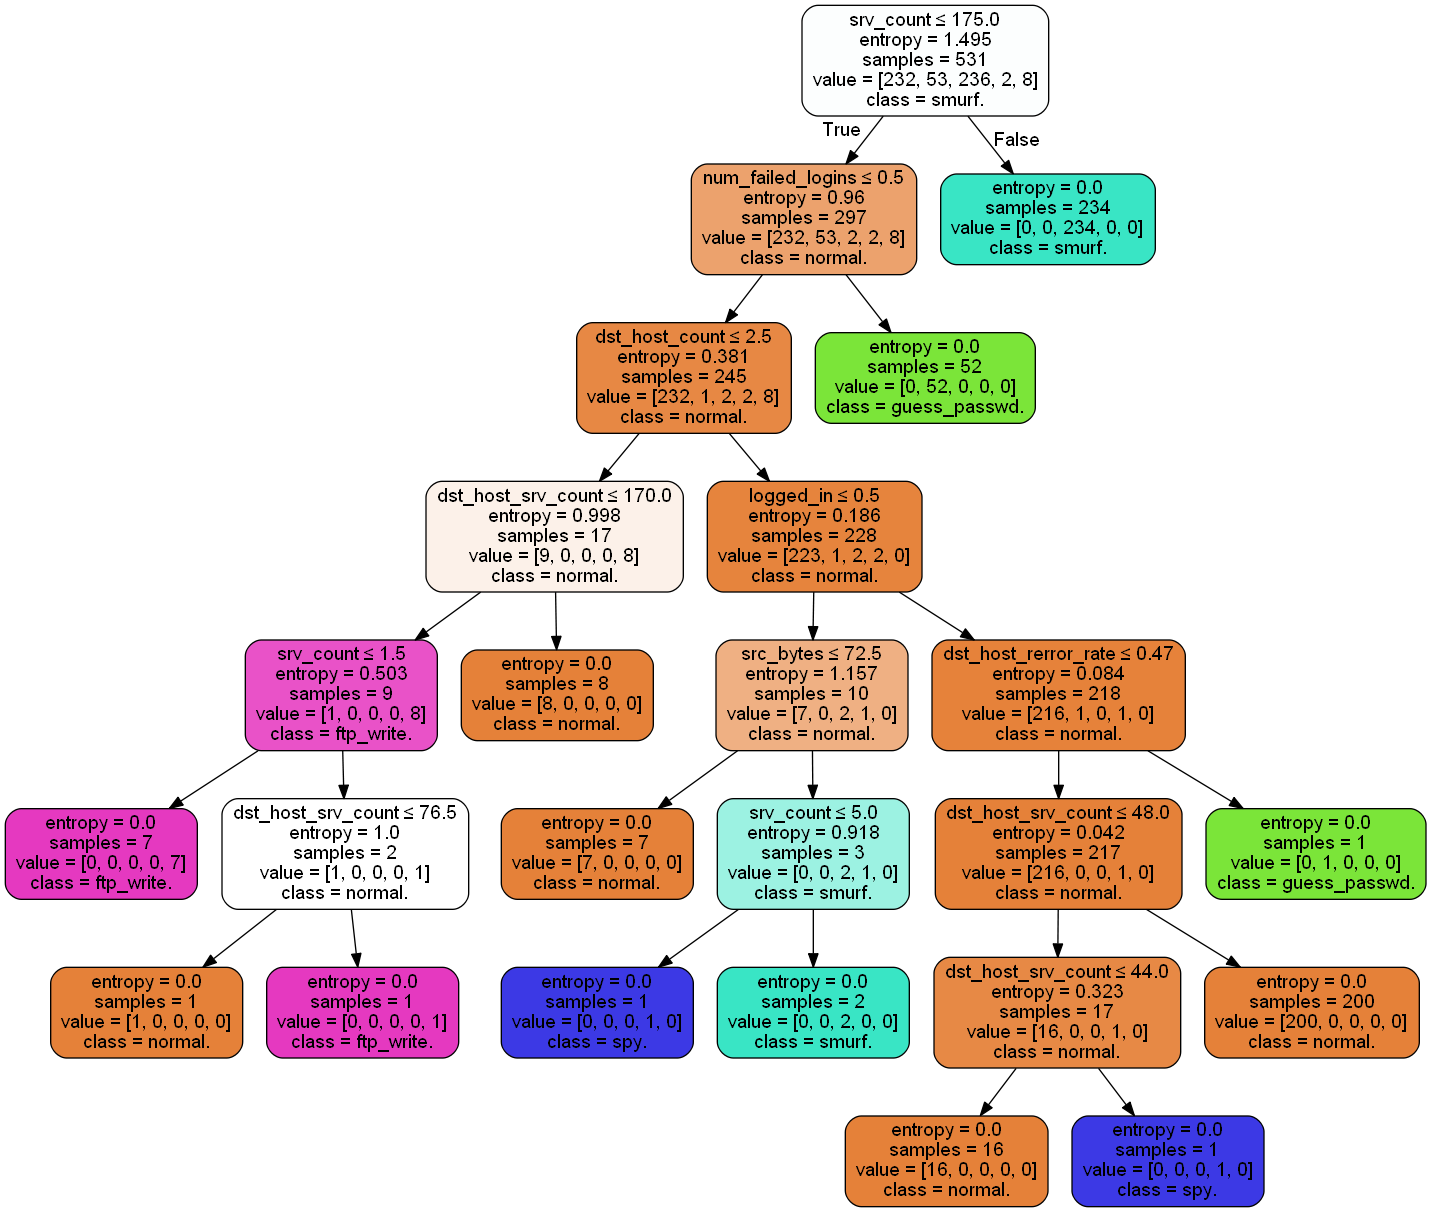 srv_count ≤ 175.0
entropy = 1.495
samples = 531
value = [232, 53, 236, 2, 8]
class = smurf.
True
False
num_failed_logins ≤ 0.5
entropy = 0.96
samples = 297
value = [232, 53, 2, 2, 8]
class = normal.
entropy = 0.0
samples = 234
value = [0, 0, 234, 0, 0]
class = smurf.
dst_host_count ≤ 2.5
entropy = 0.381
samples = 245
value = [232, 1, 2, 2, 8]
class = normal.
entropy = 0.0
samples = 52
value = [0, 52, 0, 0, 0]
class = guess_passwd.
dst_host_srv_count ≤ 170.0
entropy = 0.998
samples = 17
value = [9, 0, 0, 0, 8]
class = normal.
logged_in ≤ 0.5
entropy = 0.186
samples = 228
value = [223, 1, 2, 2, 0]
class = normal.
srv_count ≤ 1.5
entropy = 0.503
samples = 9
value = [1, 0, 0, 0, 8]
class = ftp_write.
entropy = 0.0
samples = 8
value = [8, 0, 0, 0, 0]
class = normal.
src_bytes ≤ 72.5
entropy = 1.157
samples = 10
value = [7, 0, 2, 1, 0]
class = normal.
dst_host_rerror_rate ≤ 0.47
entropy = 0.084
samples = 218
value = [216, 1, 0, 1, 0]
class = normal.
entropy = 0.0
samples = 7
value = [0, 0, 0, 0, 7]
class = ftp_write.
dst_host_srv_count ≤ 76.5
entropy = 1.0
samples = 2
value = [1, 0, 0, 0, 1]
class = normal.
entropy = 0.0
samples = 7
value = [7, 0, 0, 0, 0]
class = normal.
srv_count ≤ 5.0
entropy = 0.918
samples = 3
value = [0, 0, 2, 1, 0]
class = smurf.
dst_host_srv_count ≤ 48.0
entropy = 0.042
samples = 217
value = [216, 0, 0, 1, 0]
class = normal.
entropy = 0.0
samples = 1
value = [0, 1, 0, 0, 0]
class = guess_passwd.
entropy = 0.0
samples = 1
value = [1, 0, 0, 0, 0]
class = normal.
entropy = 0.0
samples = 1
value = [0, 0, 0, 0, 1]
class = ftp_write.
entropy = 0.0
samples = 1
value = [0, 0, 0, 1, 0]
class = spy.
entropy = 0.0
samples = 2
value = [0, 0, 2, 0, 0]
class = smurf.
dst_host_srv_count ≤ 44.0
entropy = 0.323
samples = 17
value = [16, 0, 0, 1, 0]
class = normal.
entropy = 0.0
samples = 200
value = [200, 0, 0, 0, 0]
class = normal.
entropy = 0.0
samples = 16
value = [16, 0, 0, 0, 0]
class = normal.
entropy = 0.0
samples = 1
value = [0, 0, 0, 1, 0]
class = spy.